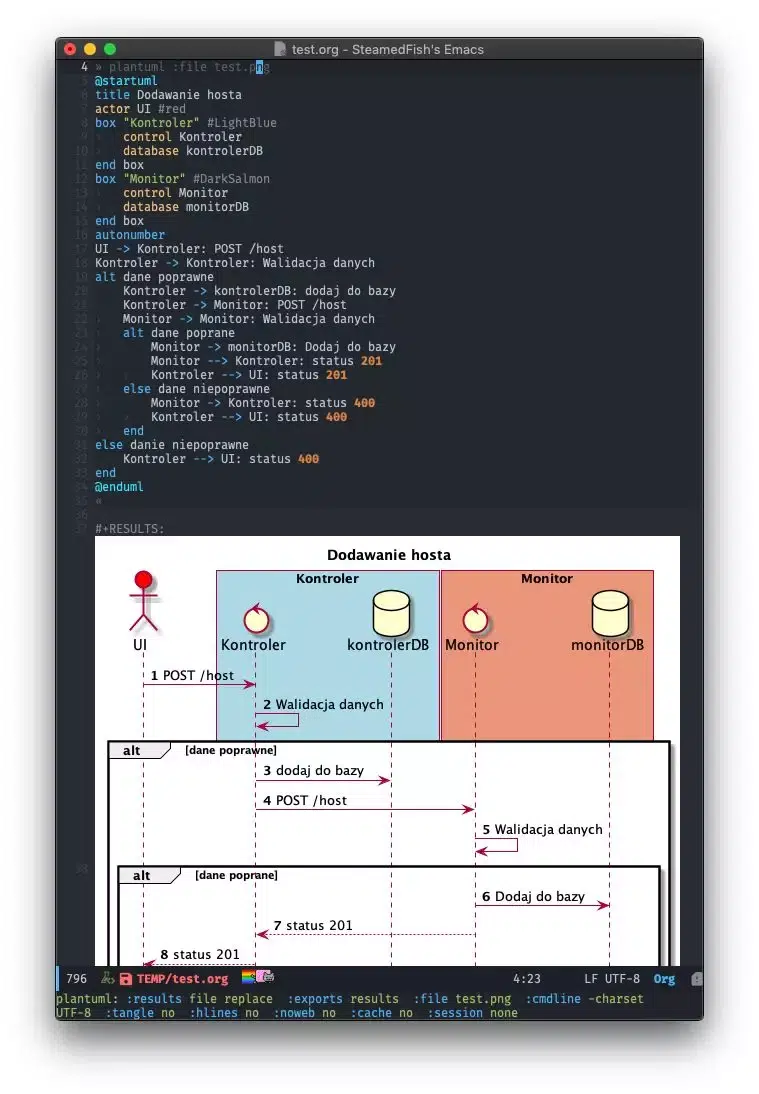 test.org - SteamedFish's Emacs
4 » plantuml :file test.png
5 @startuml
6 title Dodawanie hosta
7 actor UI #red
8 box "Kontroler" #LightBlue
9 control Kontroler
10 database kontrolerDB
11 end box
12 box "Monitor" #DarkSalmon
13 control Monitor
14 database monitorDB
15 end box
16 autonumber
17 UI -> Kontroler: POST /host
18 Kontroler -> Kontroler: Walidacja danych
19 alt dane poprawne
20 Kontroler -> kontrolerDB: dodaj do bazy
21 Kontroler -> Monitor: POST /host
22 Monitor -> Monitor: Walidacja danych
23 alt dane poprane
24 Monitor -> monitorDB: Dodaj do bazy
25 Monitor --> Kontroler: status 201
26 Kontroler --> UI: status 201
27 else dane niepoprawne
28 Monitor -> Kontroler: status 400
29 Kontroler --> UI: status 400
30 end
31 else danie niepoprawne
32 Kontroler --> UI: status 400
33 end
34 @enduml
35 «
36
37 #+RESULTS:
Dodawanie hosta
Kontroler Monitor
UI Kontroler kontrolerDB Monitor monitorDB
1 POST /host
2 Walidacja danych
alt [dane poprawne]
3 dodaj do bazy
4 POST /host
5 Walidacja danych
38
alt [dane poprane]
6 Dodaj do bazy
7 status 201
8 status 201
796 TEMP/test.org 4:23 LF UTF-8 Org
plantuml: :results file replace :exports results :file test.png :cmdline -charset
UTF-8 :tangle no :hlines no :noweb no :cache no :session none